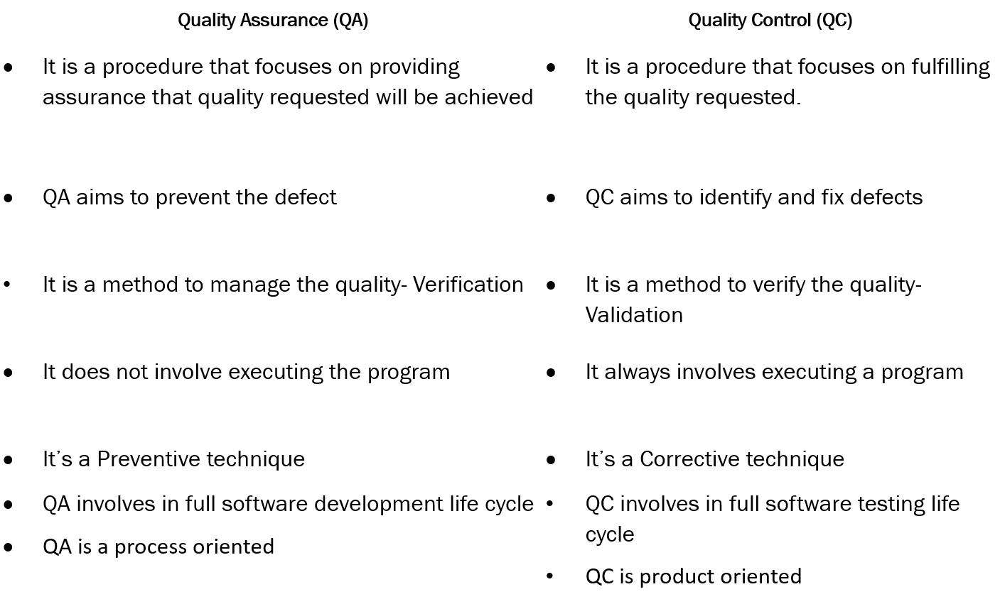 Quality Assurance (QA)
Quality Control (QC)
● It is a procedure that focuses on providing
assurance that quality requested will be achieved
● It is a procedure that focuses on fulfilling
the quality requested.
● QA aims to prevent the defect
● QC aims to identify and fix defects
• It is a method to manage the quality- Verification
● It is a method to verify the quality-
Validation
● It does not involve executing the program
● It always involves executing a program
● It’s a Preventive technique
● It’s a Corrective technique
● QA involves in full software development life cycle
• QC involves in full software testing life
cycle
● QA is a process oriented
• QC is product oriented